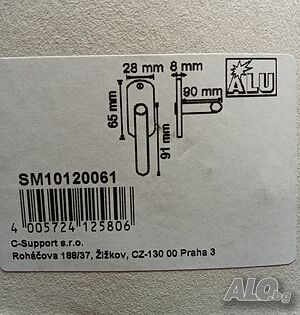 28 mm
8 mm
65 mm
90 mm
91 mm
ALU
SM10120061
4 005724 125806
C-Support s.r.o.
Roháčova 188/37, Žižkov, CZ-130 00 Praha 3
ALO.bg